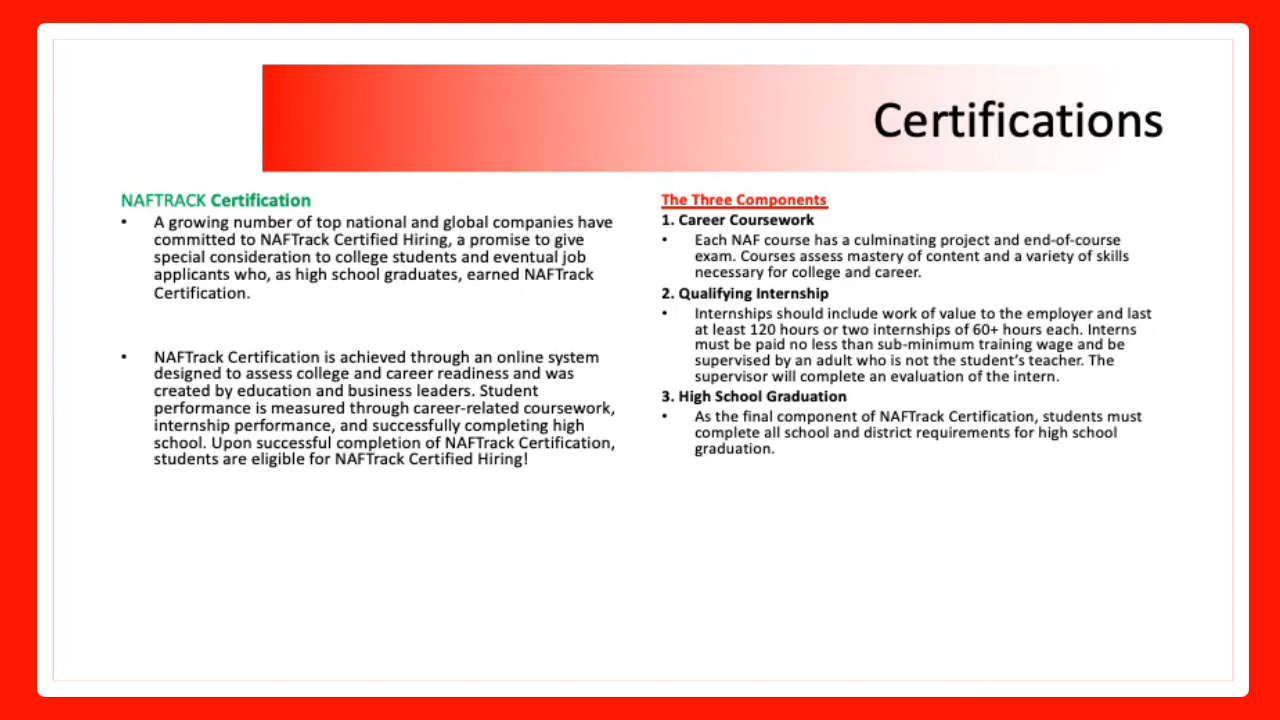 Certifications
NAFTRACK Certification
• A growing number of top national and global companies have
committed to NAFTrack Certified Hiring, a promise to give
special consideration to college students and eventual job
applicants who, as high school graduates, earned NAFTrack
Certification.
• NAFTrack Certification is achieved through an online system
designed to assess college and career readiness and was
created by education and business leaders. Student
performance is measured through career-related coursework,
internship performance, and successfully completing high
school. Upon successful completion of NAFTrack Certification,
students are eligible for NAFTrack Certified Hiring!
The Three Components
1. Career Coursework
• Each NAF course has a culminating project and end-of-course
exam. Courses assess mastery of content and a variety of skills
necessary for college and career.
2. Qualifying Internship
• Internships should include work of value to the employer and last
at least 120 hours or two internships of 60+ hours each. Interns
must be paid no less than sub-minimum training wage and be
supervised by an adult who is not the student’s teacher. The
supervisor will complete an evaluation of the intern.
3. High School Graduation
• As the final component of NAFTrack Certification, students must
complete all school and district requirements for high school
graduation.